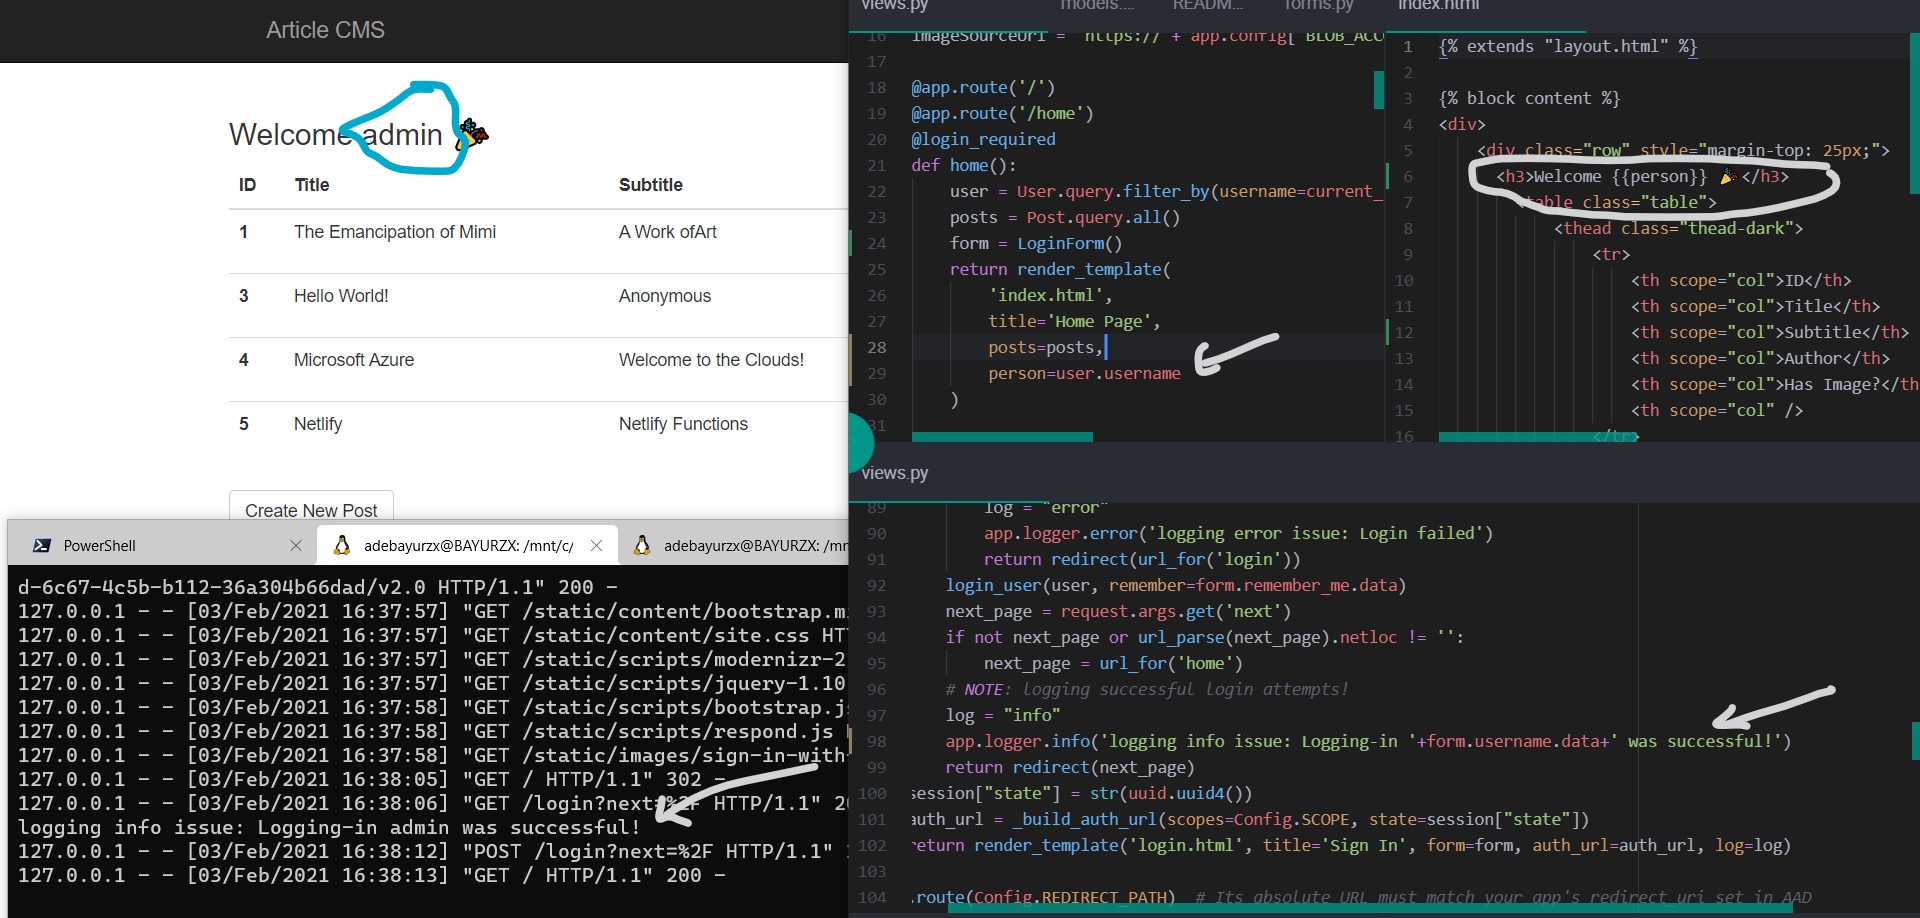 Article CMS
Welcome admin
ID Title Subtitle
1 The Emancipation of Mimi A Work ofArt
3 Hello World! Anonymous
4 Microsoft Azure Welcome to the Clouds!
5 Netlify Netlify Functions
Create New Post
PowerShell
adebayurzx@BAYURZX: /mnt/c/
adebayurzx@BAYURZX: /mn
d-6c67-4c5b-b112-36a304b66dad/v2.0 HTTP/1.1" 200 -
127.0.0.1 - - [03/Feb/2021 16:37:57] "GET /static/content/bootstrap.m
127.0.0.1 - - [03/Feb/2021 16:37:57] "GET /static/content/site.css HT
127.0.0.1 - - [03/Feb/2021 16:37:57] "GET /static/scripts/modernizr-2
127.0.0.1 - - [03/Feb/2021 16:37:57] "GET /static/scripts/jquery-1.10
127.0.0.1 - - [03/Feb/2021 16:37:58] "GET /static/scripts/bootstrap.j
127.0.0.1 - - [03/Feb/2021 16:37:58] "GET /static/scripts/respond.js
127.0.0.1 - - [03/Feb/2021 16:37:58] "GET /static/images/sign-in-with
127.0.0.1 - - [03/Feb/2021 16:38:05] "GET / HTTP/1.1" 302 -
127.0.0.1 - - [03/Feb/2021 16:38:06] "GET /login?next=%2F HTTP/1.1" 20
logging info issue: Logging-in admin was successful!
127.0.0.1 - - [03/Feb/2021 16:38:12] "POST /login?next=%2F HTTP/1.1"
127.0.0.1 - - [03/Feb/2021 16:38:13] "GET / HTTP/1.1" 200 -
views.py models.... READM... forms.py
16 imageSourceUrl = 'https://'+ app.config['BLOB_ACC
17
18 @app.route('/')
19 @app.route('/home')
20 @login_required
21 def home():
22 user = User.query.filter_by(username=current_
23 posts = Post.query.all()
24 form = LoginForm()
25 return render_template(
26 'index.html',
27 title='Home Page',
28 posts=posts,
29 person=user.username
30 )
31
index.html
1 {% extends "layout.html" %}
2
3 {% block content %}
4 <div>
5 <div class="row" style="margin-top: 25px;">
6 <h3>Welcome {{person}} 🎉</h3>
7 <table class="table">
8 <thead class="thead-dark">
9 <tr>
10 <th scope="col">ID</th>
11 <th scope="col">Title</th>
12 <th scope="col">Subtitle</th>
13 <th scope="col">Author</th>
14 <th scope="col">Has Image?</th
15 <th scope="col" />
16 </tr>
views.py
89 log = "error"
90 app.logger.error('logging error issue: Login failed')
91 return redirect(url_for('login'))
92 login_user(user, remember=form.remember_me.data)
93 next_page = request.args.get('next')
94 if not next_page or url_parse(next_page).netloc != '':
95 next_page = url_for('home')
96 # NOTE: logging successful login attempts!
97 log = "info"
98 app.logger.info('logging info issue: Logging-in '+form.username.data+' was successful!')
99 return redirect(next_page)
100 session["state"] = str(uuid.uuid4())
101 auth_url = _build_auth_url(scopes=Config.SCOPE, state=session["state"])
102 return render_template('login.html', title='Sign In', form=form, auth_url=auth_url, log=log)
103
104 .route(Config.REDIRECT_PATH) # Its absolute URL must match your app's redirect_uri set in AAD